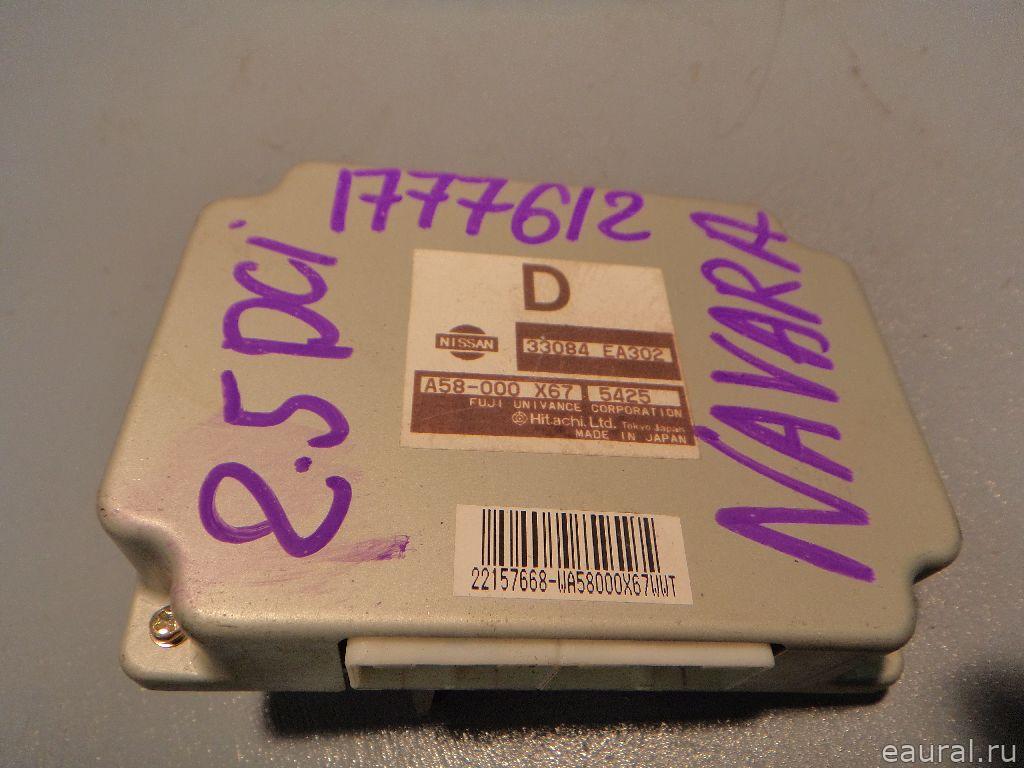 1777612
2.5 DCi
NAVARA
D
NISSAN
33084 EA302
A58-000 X67 5425
FUJI UNIVANCE CORPORATION
Hitachi, Ltd. Tokyo Japan
MADE IN JAPAN
22157668-WA58000X67WWT
eaural.ru